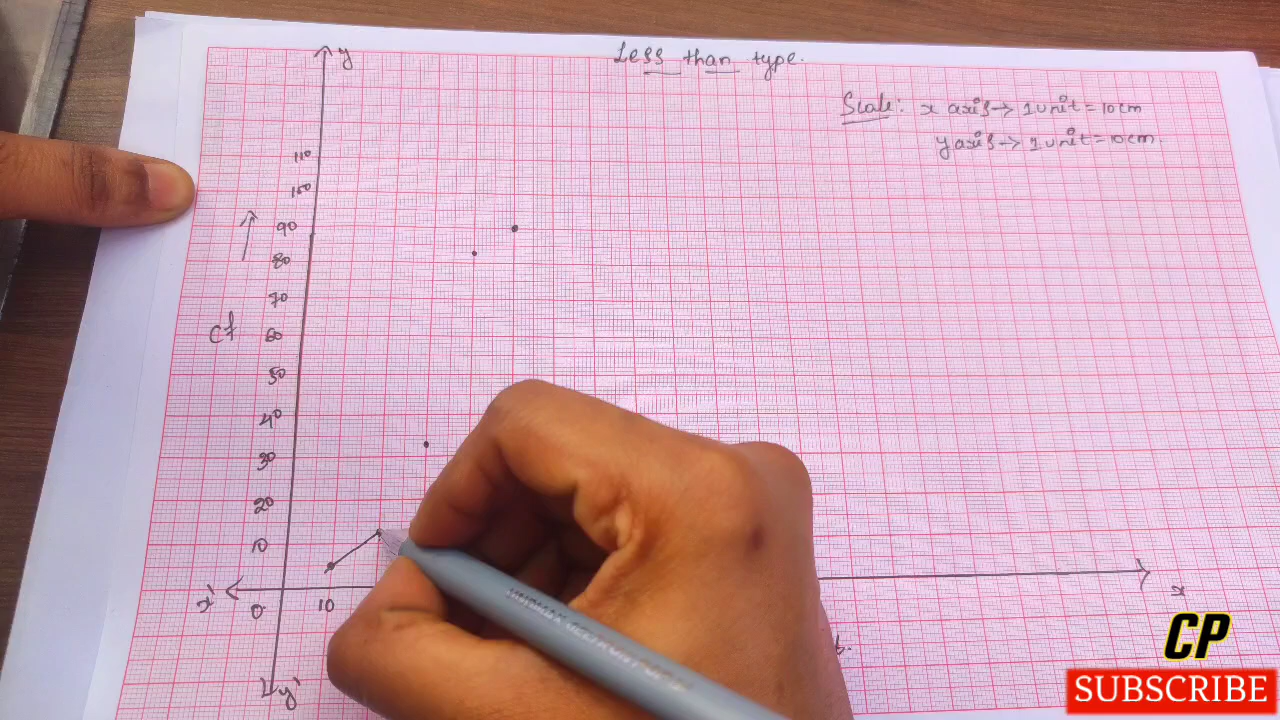 y
Less than type.
Scale: x axis → 1 unit = 10 cm
y axis → 1 unit = 10 cm.
110
100
90
80
70
60
cf
50
40
30
20
10
x'
0
10
x
y'
CP
SUBSCRIBE